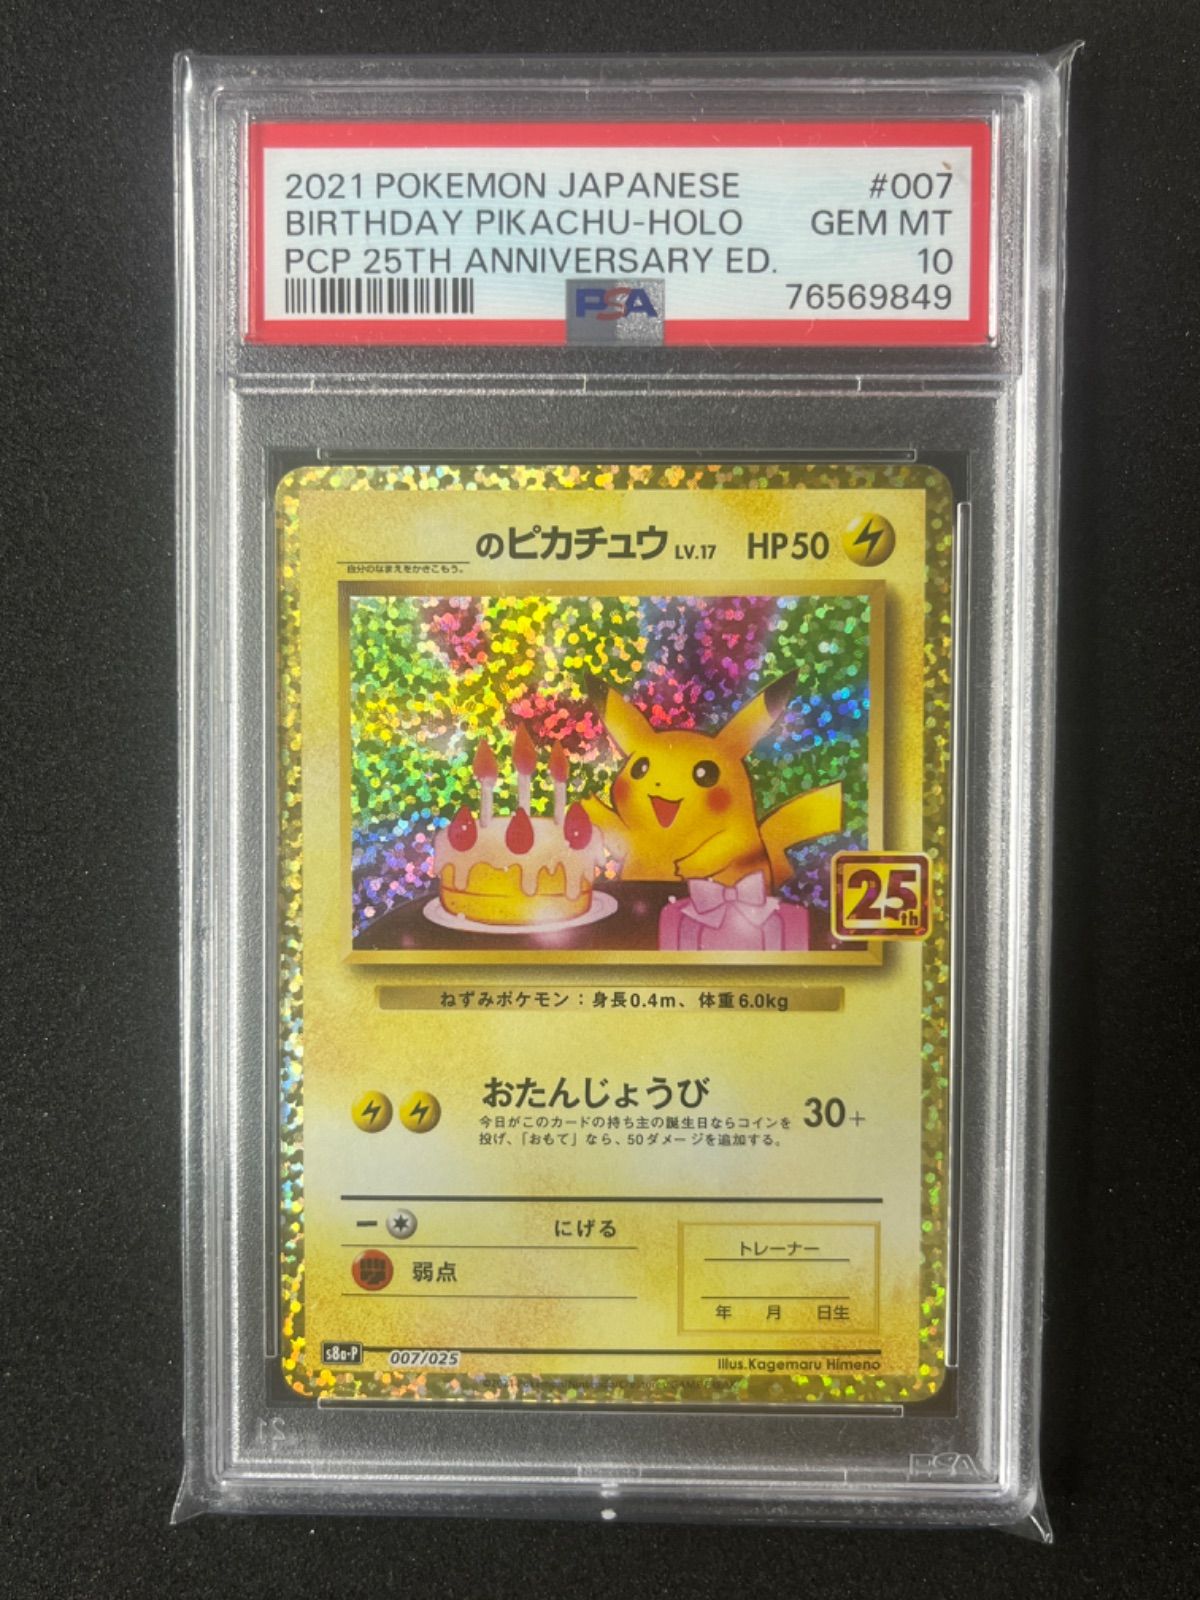 2021 POKEMON JAPANESE #007
BIRTHDAY PIKACHU-HOLO GEM MT
PCP 25TH ANNIVERSARY ED. 10
PSA 76569849
のピカチュウ LV.17 HP50
自分のなまえをかきこもう。
25th
ねずみポケモン：身長0.4m、体重6.0kg
おたんじょうび 30+
今日がこのカードの持ち主の誕生日ならコインを
投げ、「おもて」なら、50ダメージを追加する。
にげる
弱点
トレーナー
年 月 日生
s8a-P 007/025
Illus.Kagemaru Himeno
PSA